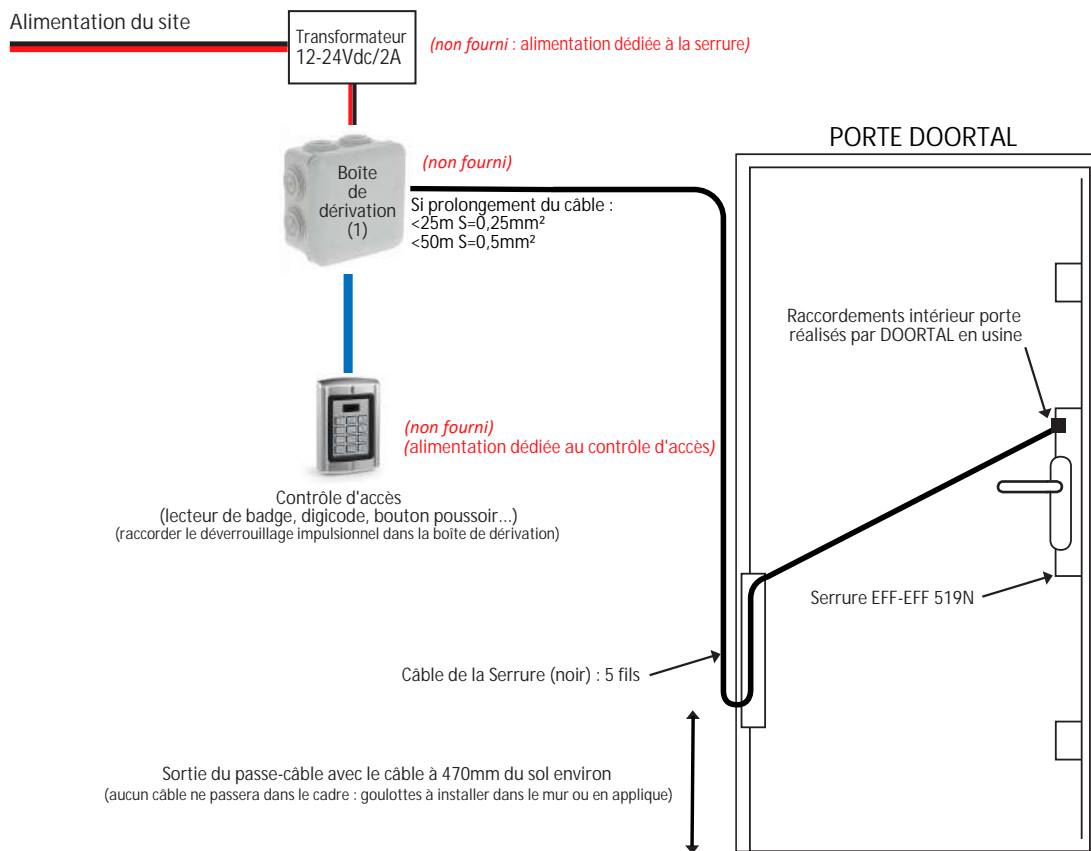 Alimentation du site
Transformateur
12-24Vdc/2A
(non fourni : alimentation dédiée à la serrure)
PORTE DOORTAL
Boîte
de
dérivation
(1)
(non fourni)
Si prolongement du câble :
<25m S=0,25mm²
<50m S=0,5mm²
Raccordements intérieur porte
réalisés par DOORTAL en usine
(non fourni)
(alimentation dédiée au contrôle d'accès)
Contrôle d'accès
(lecteur de badge, digicode, bouton poussoir...)
(raccorder le déverrouillage impulsionnel dans la boîte de dérivation)
Serrure EFF-EFF 519N
Câble de la Serrure (noir) : 5 fils
Sortie du passe-câble avec le câble à 470mm du sol environ
(aucun câble ne passera dans le cadre : goulottes à installer dans le mur ou en applique)